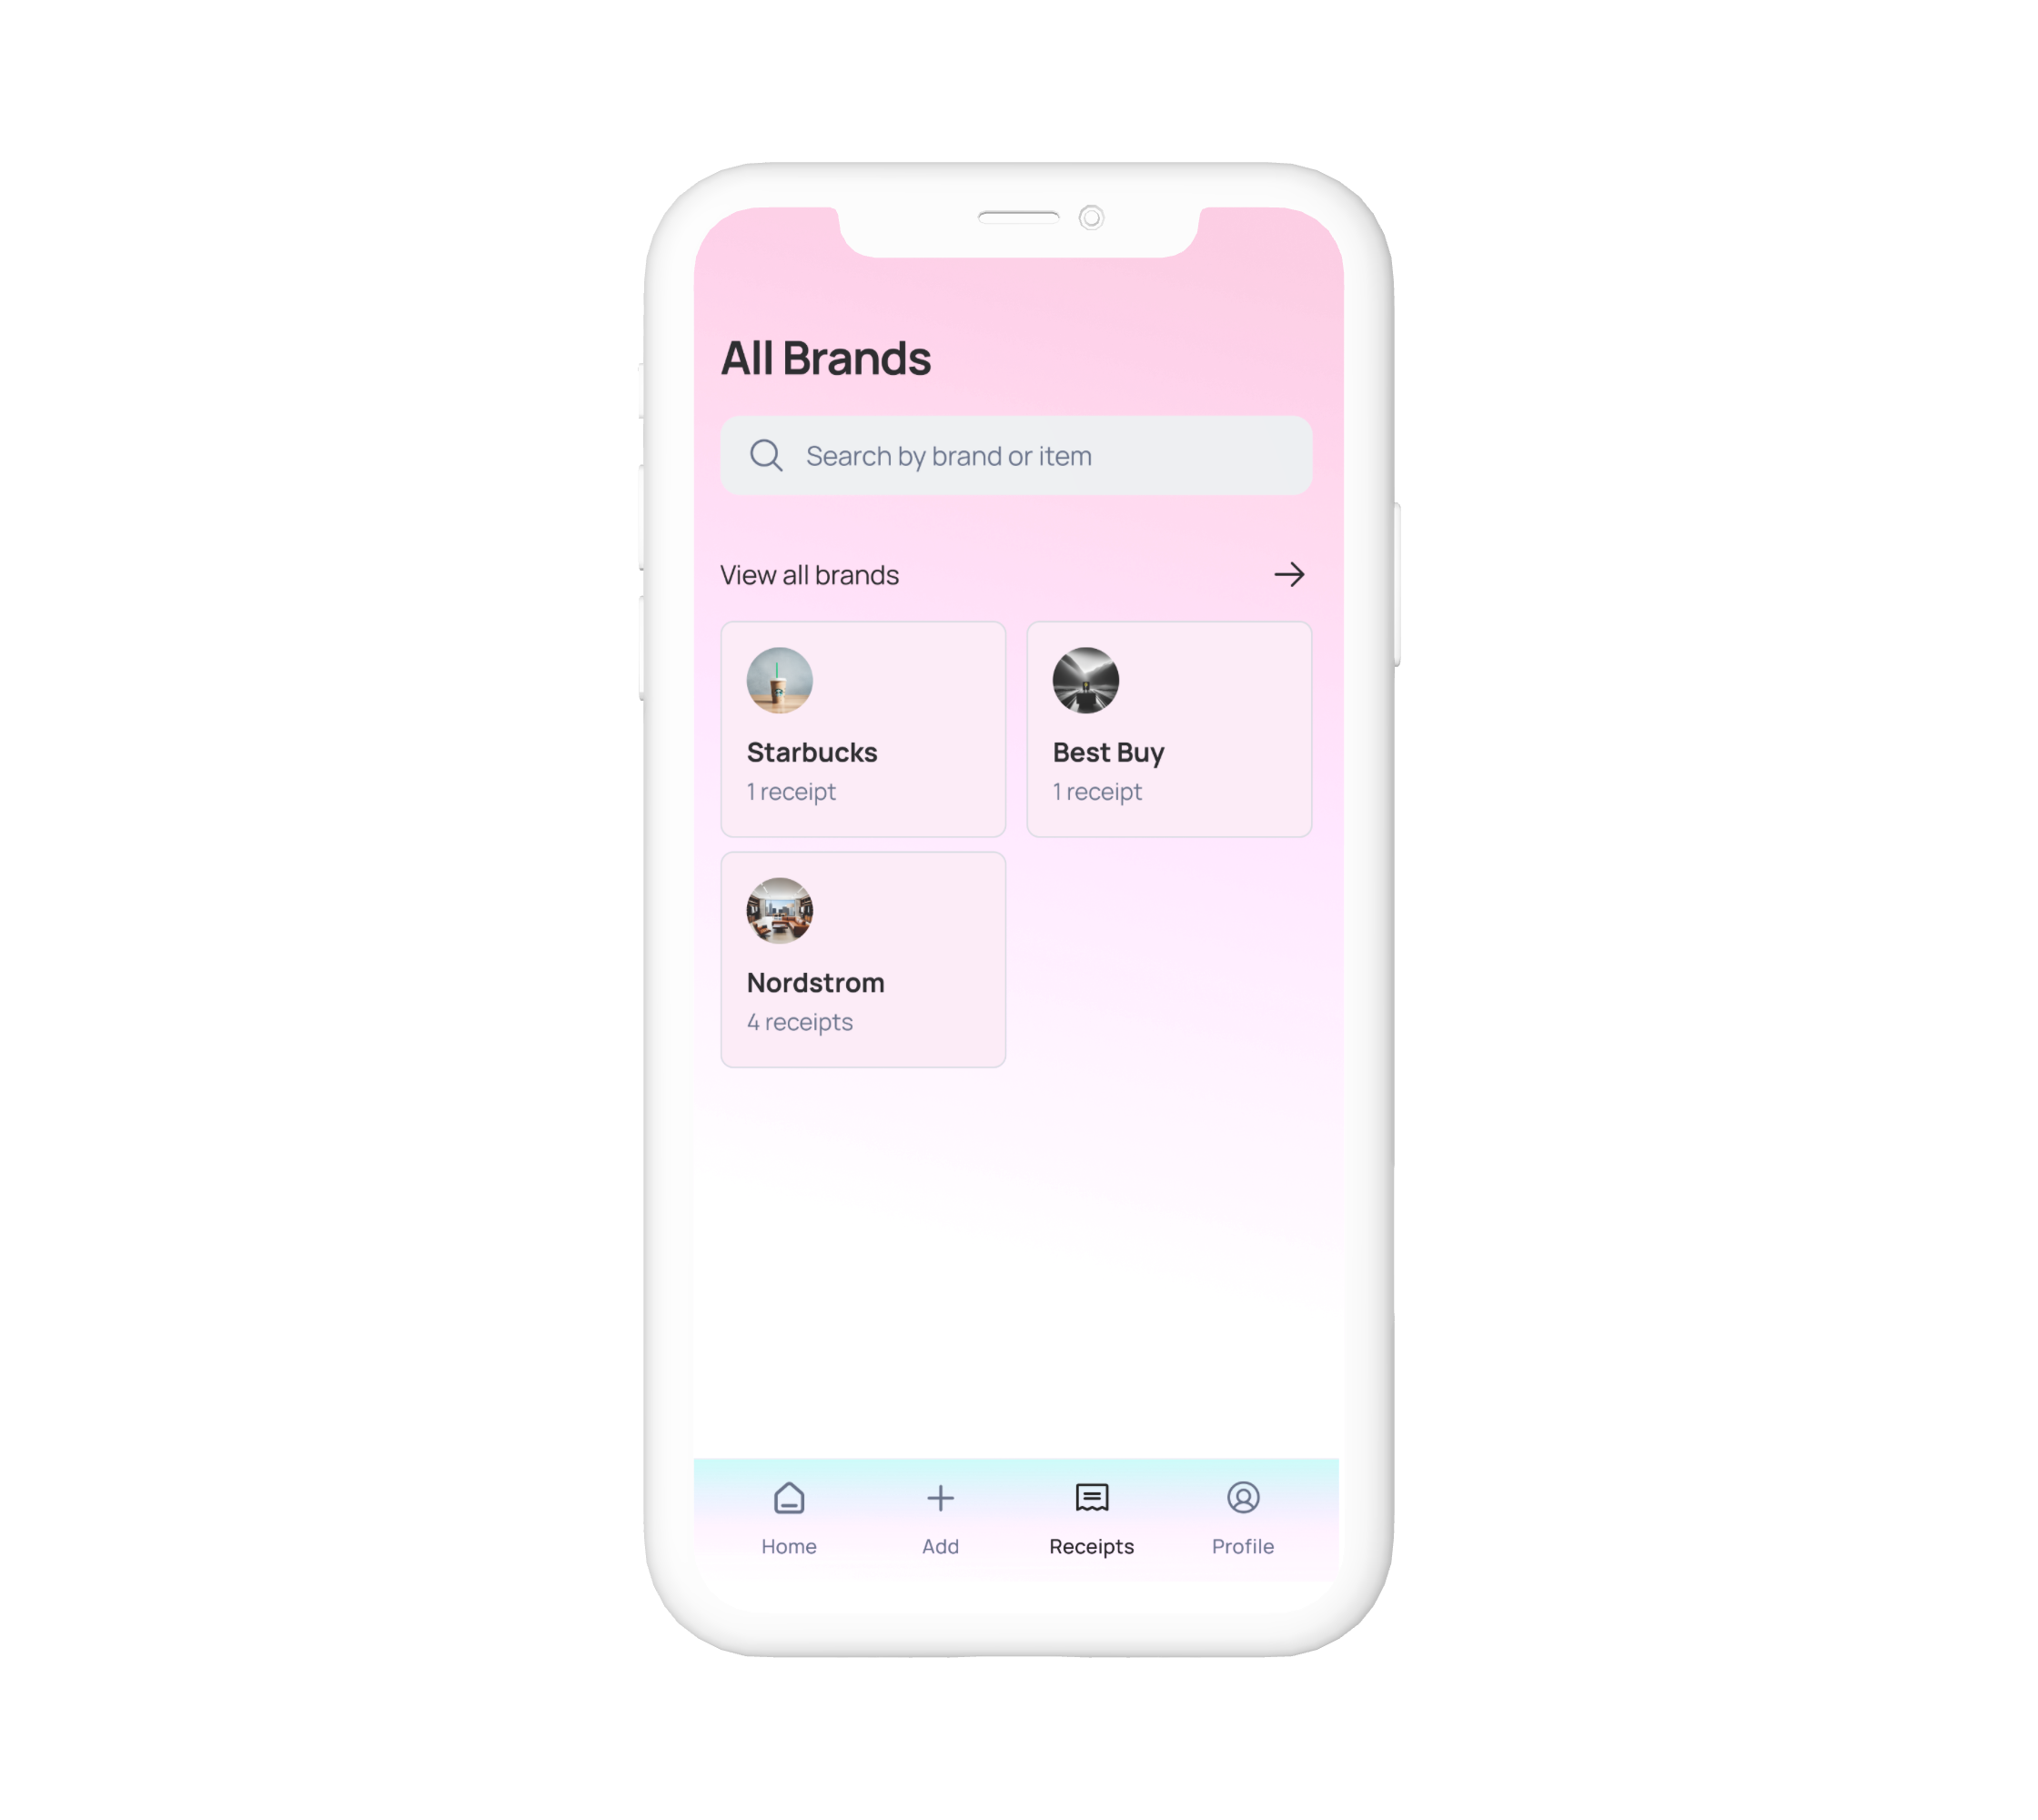 All Brands
Search by brand or item
View all brands
Starbucks
1 receipt
Best Buy
1 receipt
Nordstrom
4 receipts
Home
Add
Receipts
Profile